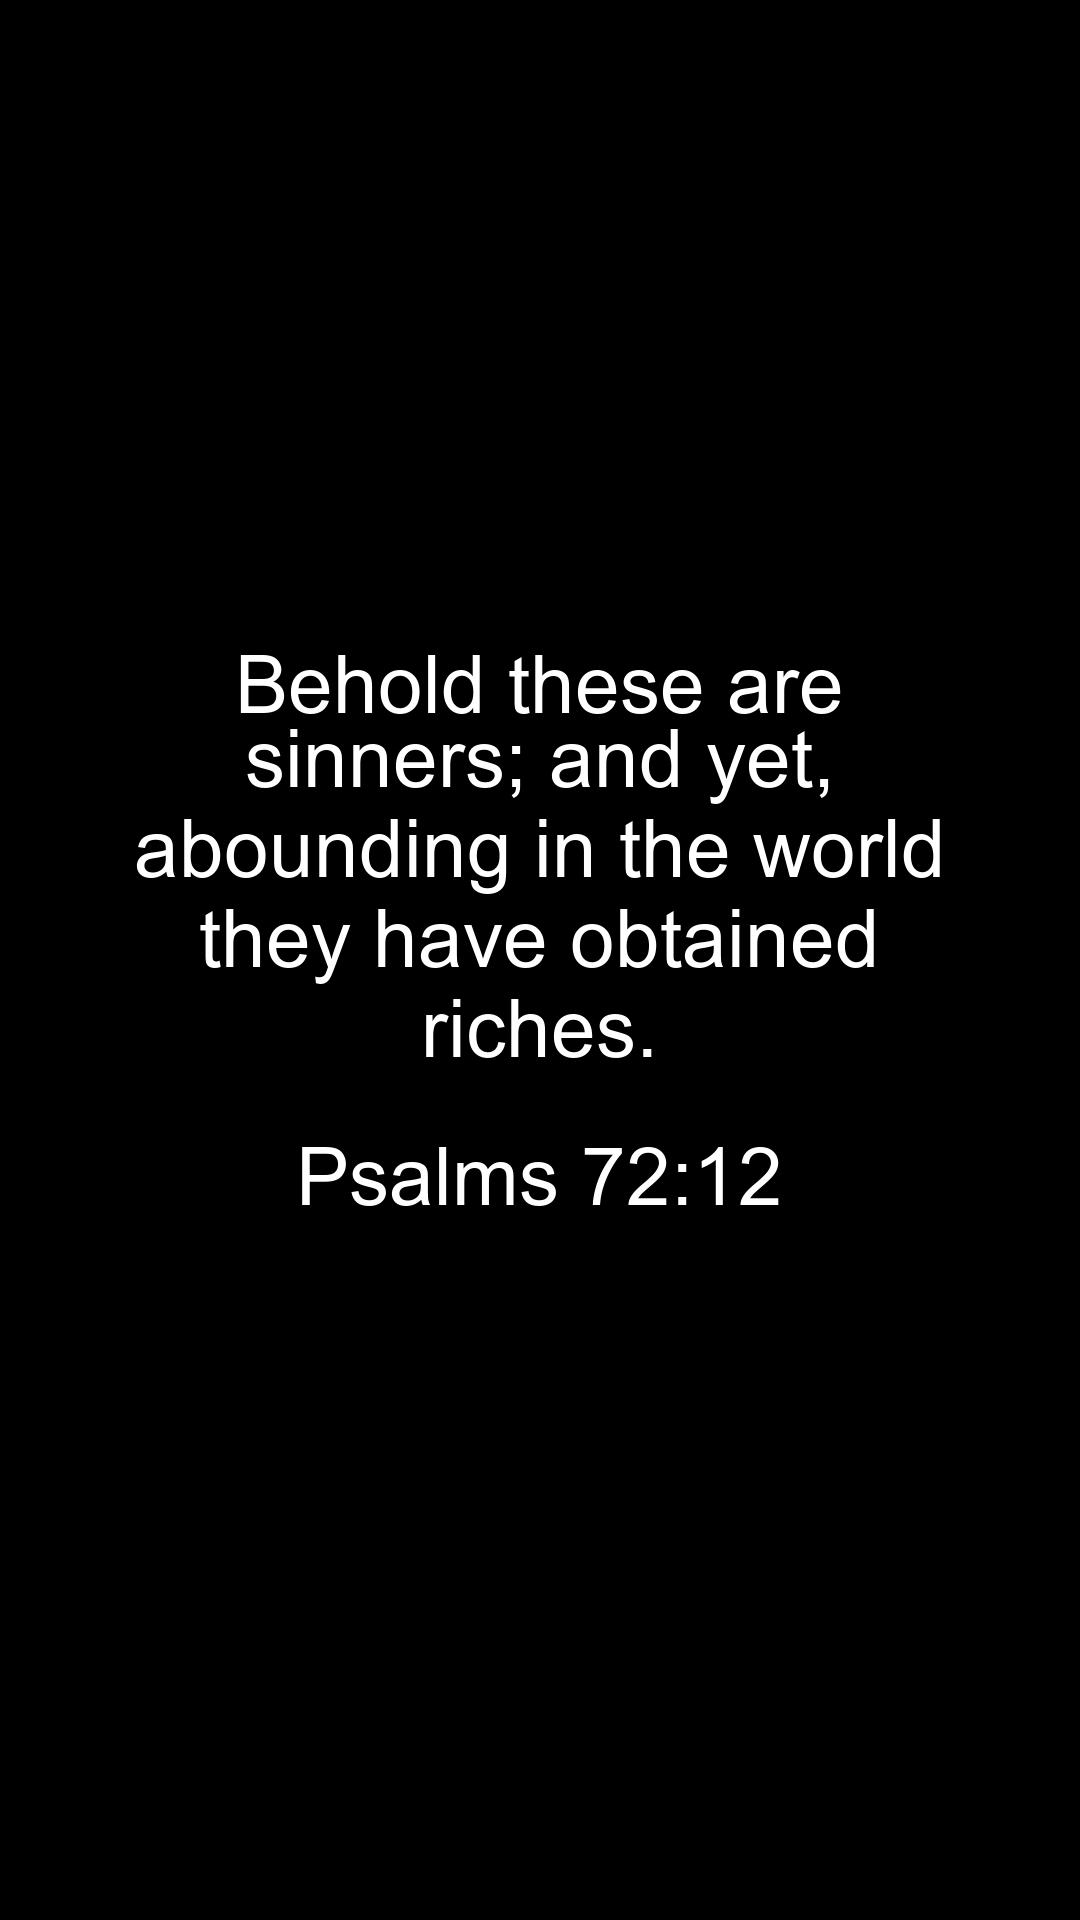 Behold these are
sinners; and yet,
abounding in the world
they have obtained
riches.
Psalms 72:12